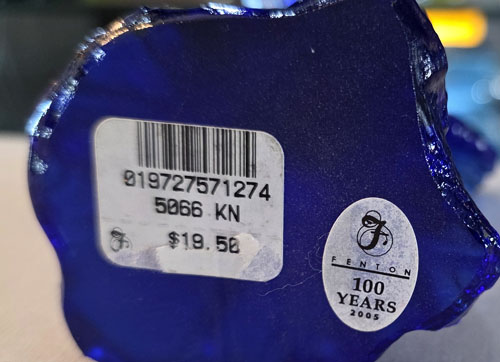 019727571274
5066 KN
$19.50
F
FENTON
100
YEARS
2005